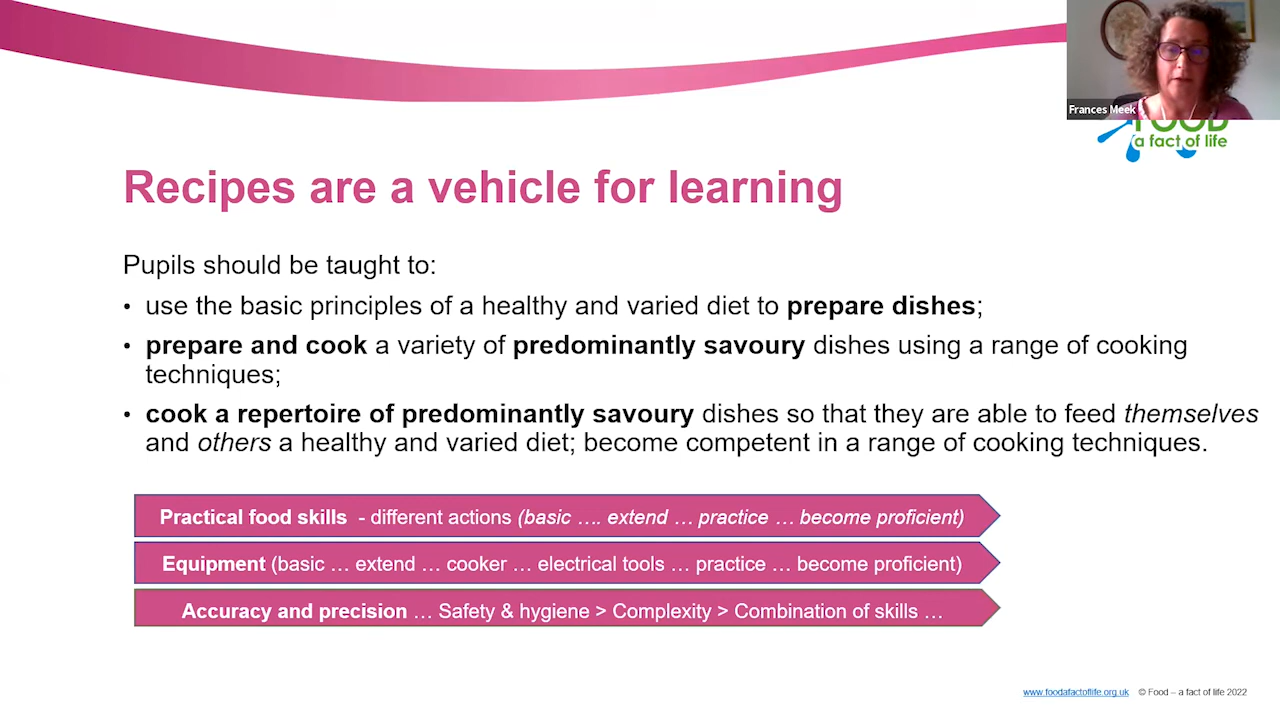 Frances Meek
FOOD
a fact of life
Recipes are a vehicle for learning
Pupils should be taught to:
• use the basic principles of a healthy and varied diet to prepare dishes;
• prepare and cook a variety of predominantly savoury dishes using a range of cooking
techniques;
• cook a repertoire of predominantly savoury dishes so that they are able to feed themselves
and others a healthy and varied diet; become competent in a range of cooking techniques.
Practical food skills - different actions (basic …. extend … practice … become proficient)
Equipment (basic … extend … cooker … electrical tools … practice … become proficient)
Accuracy and precision … Safety & hygiene > Complexity > Combination of skills …
www.foodafactoflife.org.uk © Food – a fact of life 2022